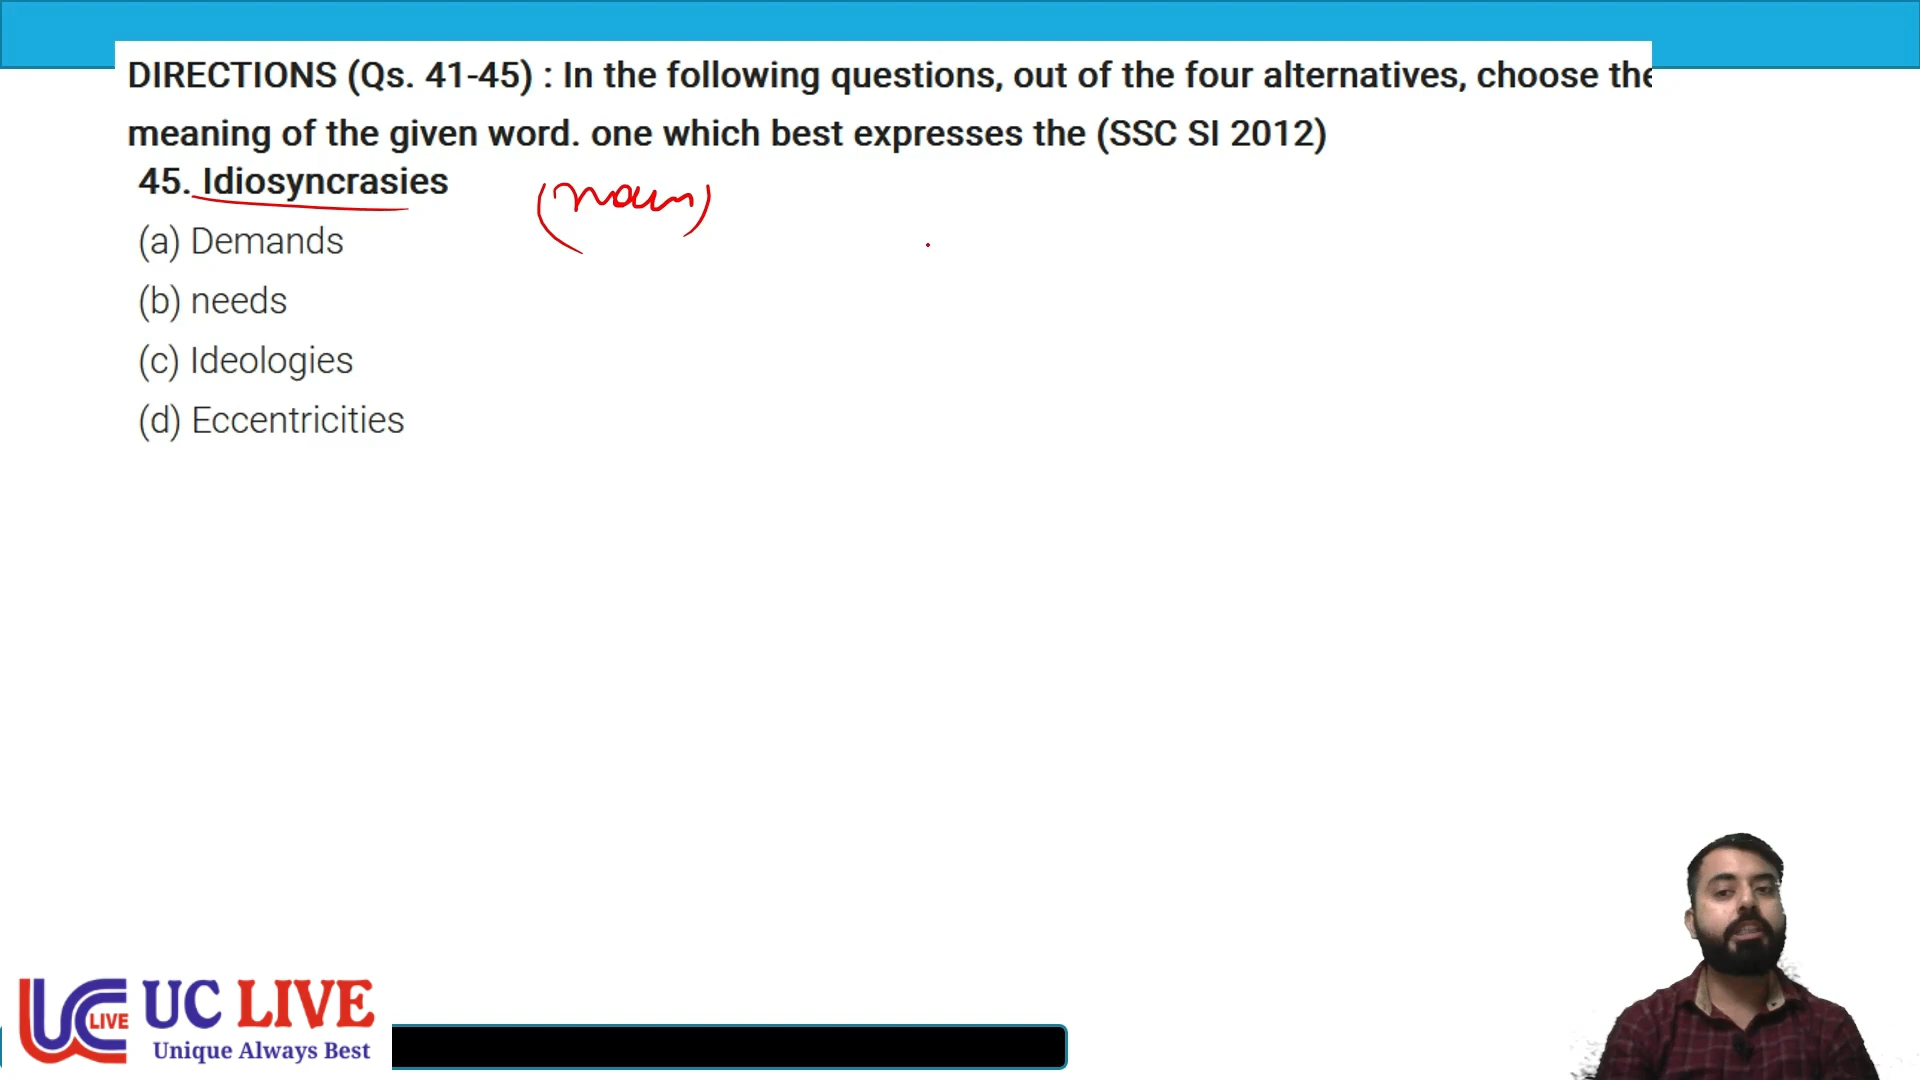 DIRECTIONS (Qs. 41-45) : In the following questions, out of the four alternatives, choose the
meaning of the given word. one which best expresses the (SSC SI 2012)
45. Idiosyncrasies (noun)
(a) Demands
(b) needs
(c) Ideologies
(d) Eccentricities
LIVE
UC LIVE
Unique Always Best